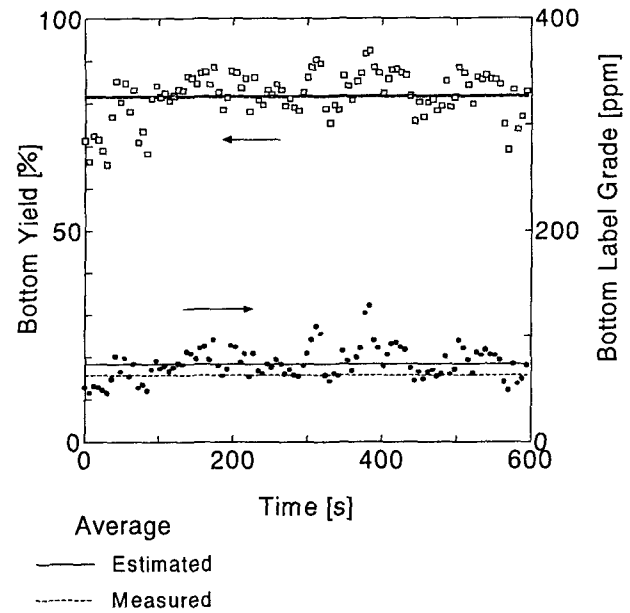 100
400
50
200
0
0
0
200
400
600
Bottom Yield [%]
Bottom Label Grade [ppm]
Time [s]
Average
Estimated
Measured